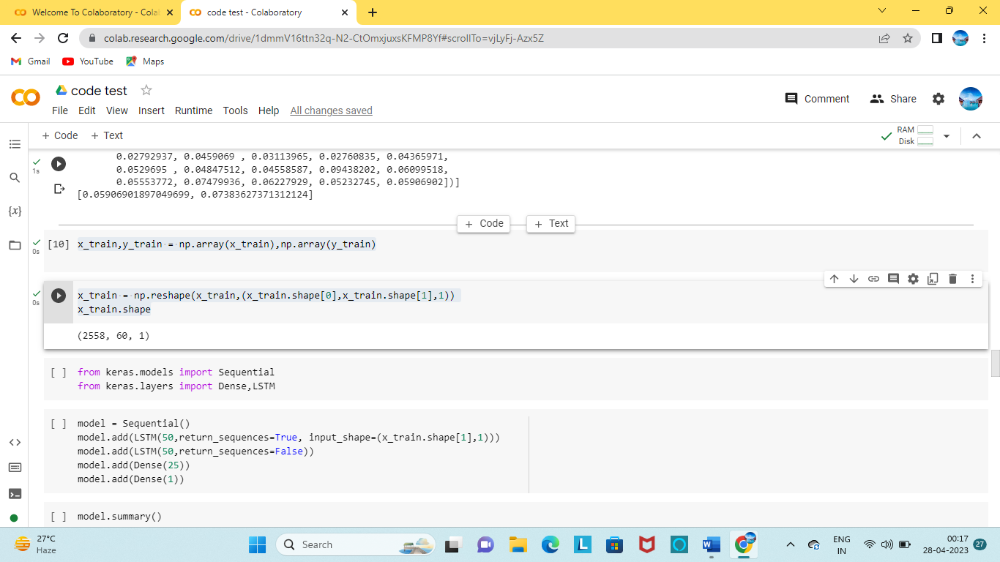 Welcome To Colaboratory - Cola
code test - Colaboratory
colab.research.google.com/drive/1dmmV16ttn32q-N2-CtOmxjuxsKFMP8Yf#scrollTo=vjLyFj-Azx5Z
Gmail
YouTube
Maps
code test
File Edit View Insert Runtime Tools Help All changes saved
Comment
Share
+ Code + Text
RAM
Disk
1s
0.02792937, 0.0459069 , 0.03113965, 0.02760835, 0.04365971,
0.0529695 , 0.04847512, 0.04558587, 0.09438202, 0.06099518,
0.05553772, 0.07479936, 0.06227929, 0.05232745, 0.05906902])]
[0.05906901897049699, 0.07383627371312124]
+ Code + Text
{x}
0s
[10] x_train,y_train = np.array(x_train),np.array(y_train)
0s
x_train = np.reshape(x_train,(x_train.shape[0],x_train.shape[1],1))
x_train.shape
(2558, 60, 1)
[ ] from keras.models import Sequential
from keras.layers import Dense,LSTM
[ ] model = Sequential()
model.add(LSTM(50,return_sequences=True, input_shape=(x_train.shape[1],1)))
model.add(LSTM(50,return_sequences=False))
model.add(Dense(25))
model.add(Dense(1))
[ ] model.summary()
27°C
Haze
Search
L
W
ENG
IN
00:17
28-04-2023
27